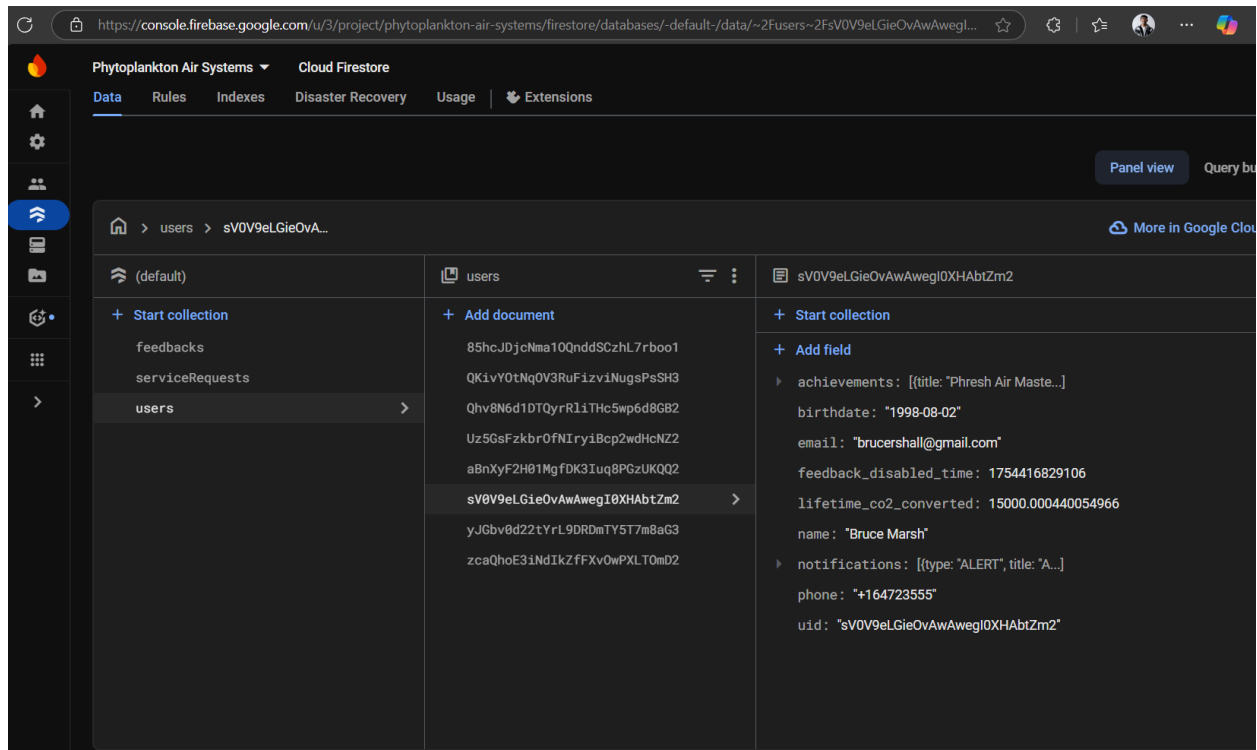 https://console.firebase.google.com/u/3/project/phytoplankton-air-systems/firestore/databases/-default-/data/~2Fusers~2FsV0V9eLGieOvAwAwegI...
Phytoplankton Air Systems Cloud Firestore
Data Rules Indexes Disaster Recovery Usage Extensions
Panel view Query bu
users sV0V9eLGieOvA...
More in Google Clou
(default)
+ Start collection
feedbacks
serviceRequests
users
users
+ Add document
85hcJDjcNma1OQnddSCzhL7rboo1
QKivYOtNqOV3RuFizviNugsPsSH3
Qhv8N6d1DTQyrRliTHc5wp6d8GB2
Uz5GsFzkbrOfNIryiBcp2wdHcNZ2
aBnXyF2H01MgfDK3Iuq8PGzUKQQ2
sV0V9eLGieOvAwAwegI0XHAbtZm2
yJGbv0d22tYrL9DRDmTY5T7m8aG3
zcaQhoE3iNdIkZfFXvOwPXLTOmD2
sV0V9eLGieOvAwAwegI0XHAbtZm2
+ Start collection
+ Add field
achievements: [{title: "Phresh Air Maste...]
birthdate: "1998-08-02"
email: "brucershall@gmail.com"
feedback_disabled_time: 1754416829106
lifetime_co2_converted: 15000.000440054966
name: "Bruce Marsh"
notifications: [{type: "ALERT", title: "A...]
phone: "+164723555"
uid: "sV0V9eLGieOvAwAwegI0XHAbtZm2"